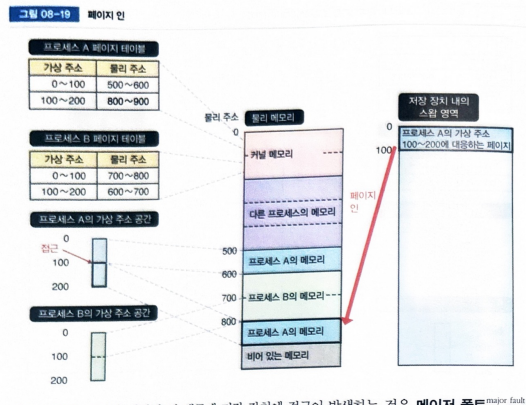 그림 08-19 페이지 인
프로세스 A 페이지 테이블
가상 주소 물리 주소
0~100 500~600
100~200 800~900
프로세스 B 페이지 테이블
가상 주소 물리 주소
0~100 700~800
100~200 600~700
프로세스 A의 가상 주소 공간
접근
0
100
200
프로세스 B의 가상 주소 공간
0
100
200
물리 주소 물리 메모리
0
커널 메모리
다른 프로세스의 메모리
500
프로세스 A의 메모리
600
700
프로세스 B의 메모리
800
프로세스 A의 메모리
비어 있는 메모리
페이지
인
저장 장치 내의
스왑 영역
0
100
프로세스 A의 가상 주소
100~200에 대응하는 페이지
접근이 발생하는 것을 메이저 폴트 major fault